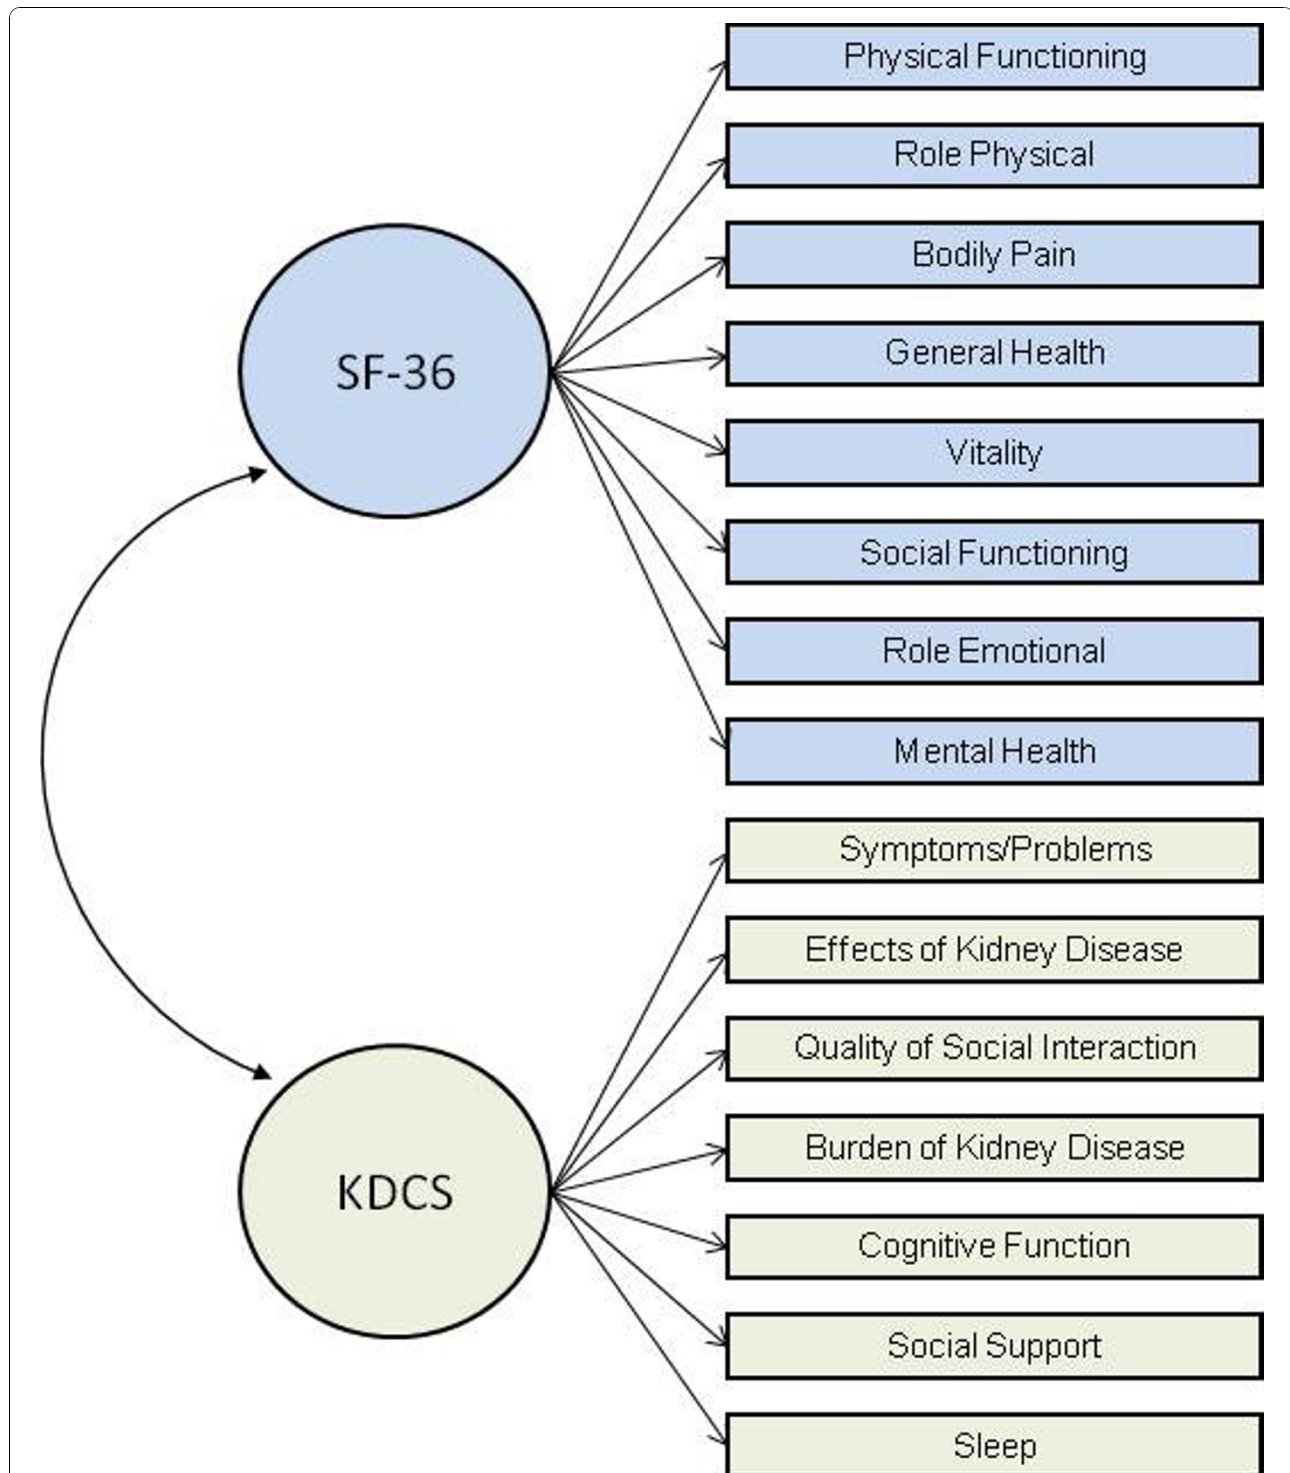 Physical Functioning
Role Physical
Bodily Pain
General Health
SF-36
Vitality
Social Functioning
Role Emotional
Mental Health
Symptoms/Problems
Effects of Kidney Disease
Quality of Social Interaction
Burden of Kidney Disease
KDCS
Cognitive Function
Social Support
Sleep